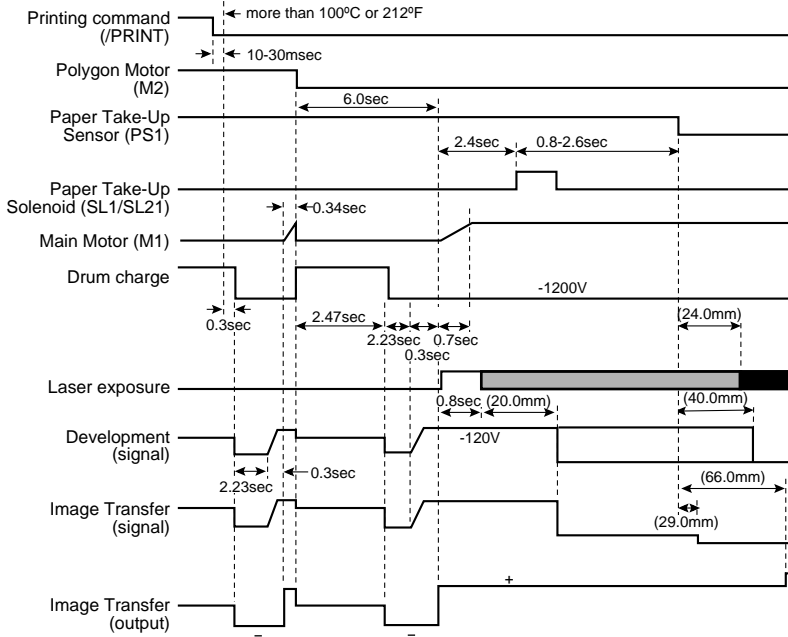 Printing command
(/PRINT)
more than 100ºC or 212ºF
10-30msec
Polygon Motor
(M2)
6.0sec
Paper Take-Up
Sensor (PS1)
2.4sec
0.8-2.6sec
Paper Take-Up
Solenoid (SL1/SL21)
0.34sec
Main Motor (M1)
Drum charge
-1200V
0.3sec
2.47sec
2.23sec
0.7sec
0.3sec
(24.0mm)
Laser exposure
0.8sec
(20.0mm)
(40.0mm)
Development
(signal)
-120V
2.23sec
0.3sec
(66.0mm)
Image Transfer
(signal)
(29.0mm)
+
Image Transfer
(output)
–
–